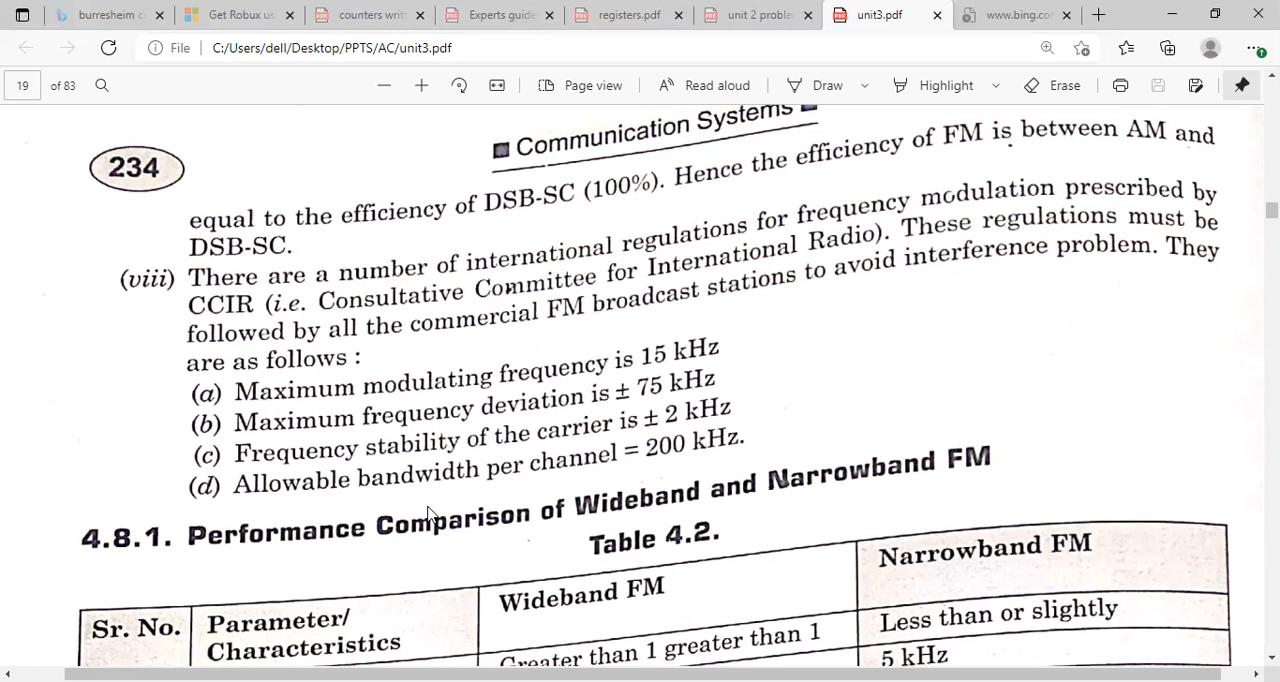 burresheim c
Get Robux us
counters writt
Experts guide
registers.pdf
unit 2 proble
unit3.pdf
www.bing.co
File
C:/Users/dell/Desktop/PPTS/AC/unit3.pdf
19 of 83
Page view
Read aloud
Draw
Highlight
Erase
Communication Systems
234
equal to the efficiency of DSB-SC (100%). Hence the efficiency of FM is between AM and
DSB-SC.
(viii) There are a number of international regulations for frequency modulation prescribed by
CCIR (i.e. Consultative Committee for International Radio). These regulations must be
followed by all the commercial FM broadcast stations to avoid interference problem. They
are as follows :
(a) Maximum modulating frequency is 15 kHz
(b) Maximum frequency deviation is ± 75 kHz
(c) Frequency stability of the carrier is ± 2 kHz
(d) Allowable bandwidth per channel = 200 kHz.
4.8.1. Performance Comparison of Wideband and Narrowband FM
Table 4.2.
Sr. No.
Parameter/
Characteristics
Wideband FM
Narrowband FM
Greater than 1 greater than 1
Less than or slightly
5 kHz